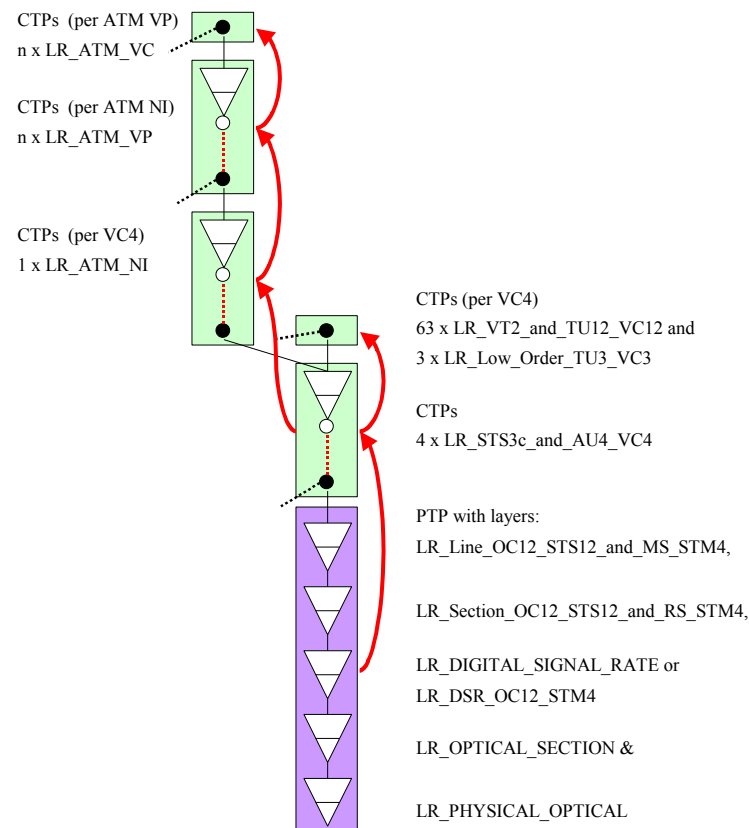 CTPs (per ATM VP)
n x LR_ATM_VC
CTPs (per ATM NI)
n x LR_ATM_VP
CTPs (per VC4)
1 x LR_ATM_NI
CTPs (per VC4)
63 x LR_VT2_and_TU12_VC12 and
3 x LR_Low_Order_TU3_VC3
CTPs
4 x LR_STS3c_and_AU4_VC4
PTP with layers:
LR_Line_OC12_STS12_and_MS_STM4,
LR_Section_OC12_STS12_and_RS_STM4,
LR_DIGITAL_SIGNAL_RATE or
LR_DSR_OC12_STM4
LR_OPTICAL_SECTION &
LR_PHYSICAL_OPTICAL